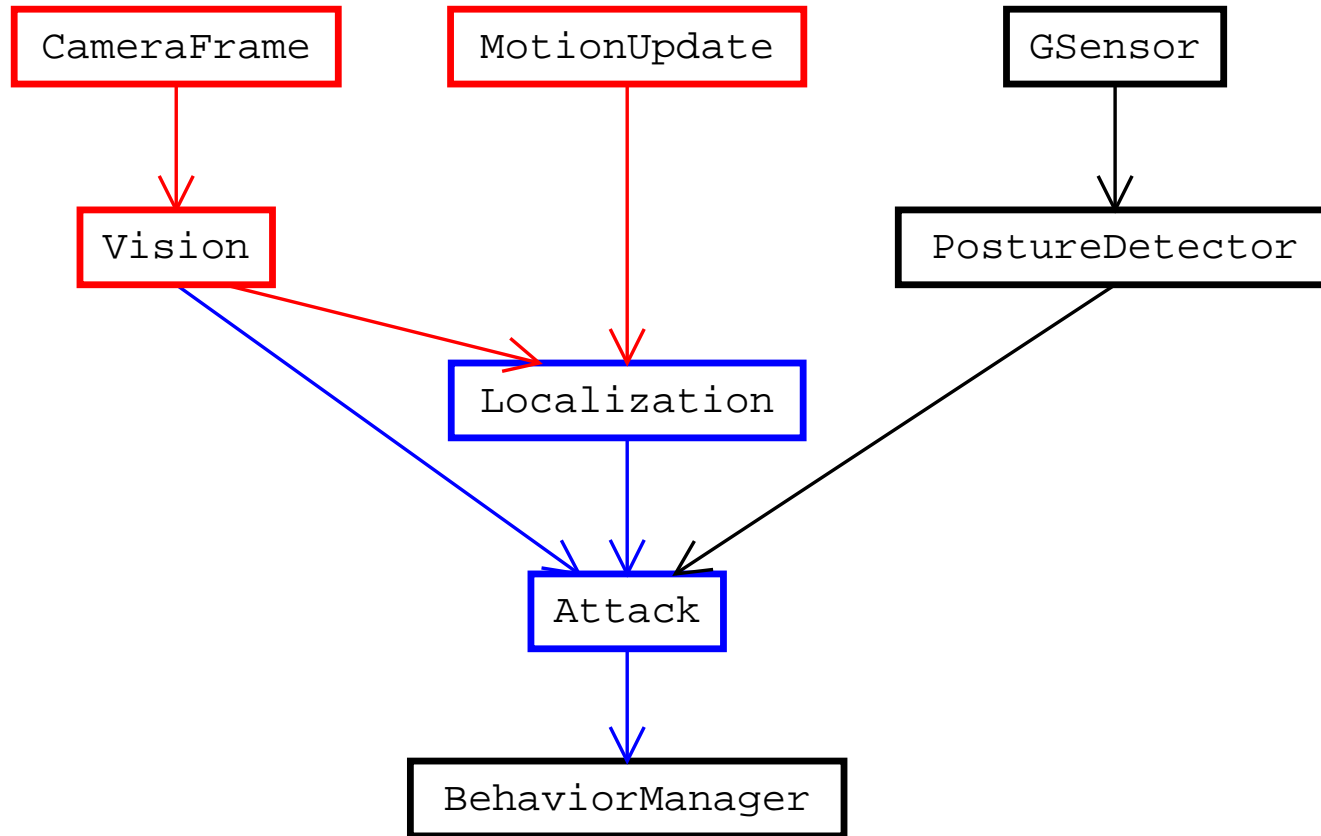 CameraFrame
MotionUpdate
GSensor
Vision
PostureDetector
Localization
Attack
BehaviorManager